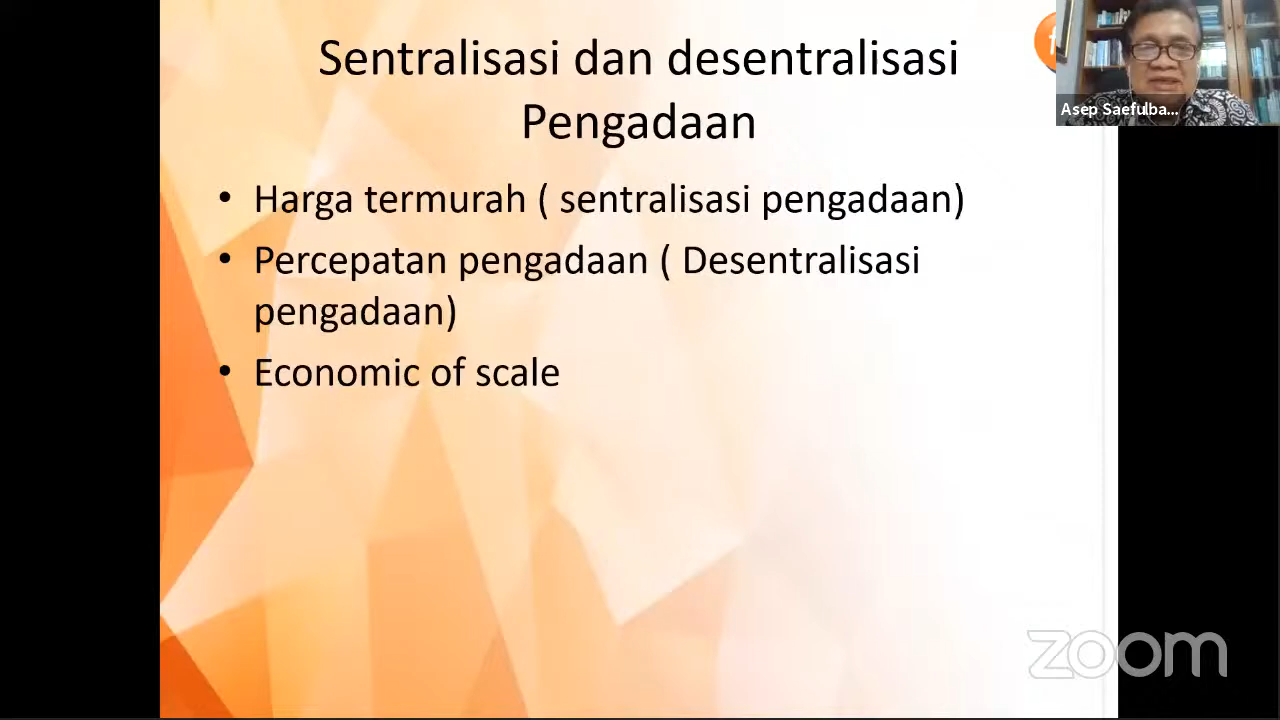 Sentralisasi dan desentralisasi
Pengadaan
• Harga termurah ( sentralisasi pengadaan)
• Percepatan pengadaan ( Desentralisasi
pengadaan)
• Economic of scale
Asep Saefulba...
zoom